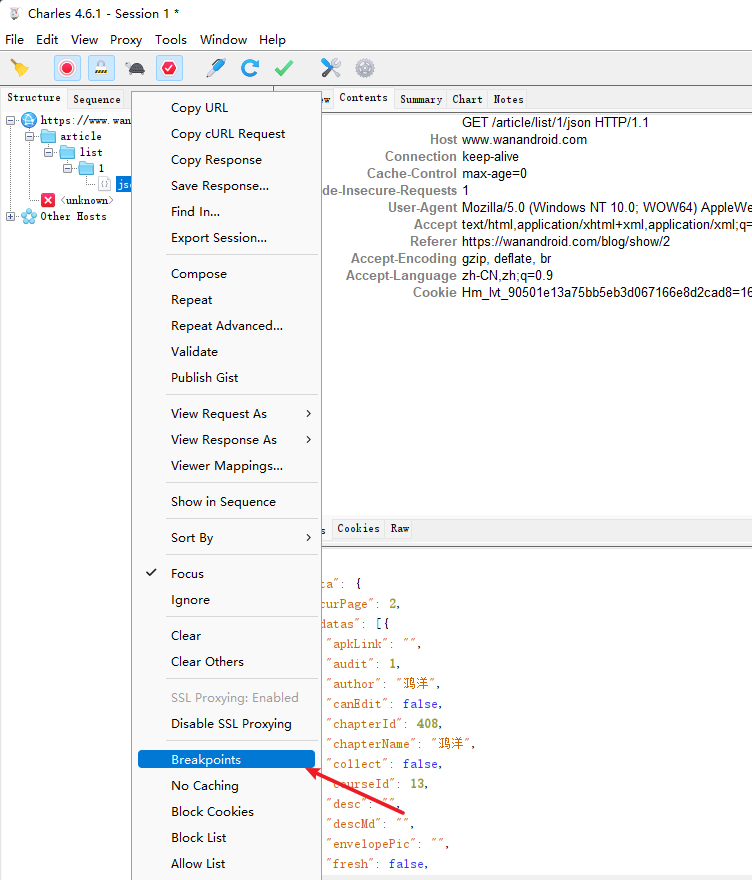 Charles 4.6.1 - Session 1 *
File Edit View Proxy Tools Window Help
Structure Sequence
Contents Summary Chart Notes
https://www.wan
article
list
1
<unknown>
Other Hosts
Copy URL
Copy cURL Request
Copy Response
Save Response...
Find In...
Export Session...
Compose
Repeat
Repeat Advanced...
Validate
Publish Gist
View Request As
View Response As
Viewer Mappings...
Show in Sequence
Sort By
Focus
Ignore
Clear
Clear Others
SSL Proxying: Enabled
Disable SSL Proxying
Breakpoints
No Caching
Block Cookies
Block List
Allow List
GET /article/list/1/json HTTP/1.1
Host www.wanandroid.com
Connection keep-alive
Cache-Control max-age=0
de-Insecure-Requests 1
User-Agent Mozilla/5.0 (Windows NT 10.0; WOW64) AppleWe
Accept text/html,application/xhtml+xml,application/xml;q=
Referer https://wanandroid.com/blog/show/2
Accept-Encoding gzip, deflate, br
Accept-Language zh-CN,zh;q=0.9
Cookie Hm_lvt_90501e13a75bb5eb3d067166e8d2cad8=16
Cookies Raw
ta": {
curPage": 2,
datas": [{
"apkLink": "",
"audit": 1,
"author": "鸿洋",
"canEdit": false,
"chapterId": 408,
"chapterName": "鸿洋",
"collect": false,
"courseId": 13,
"desc": "",
"descMd": "",
"envelopePic": "",
"fresh": false,